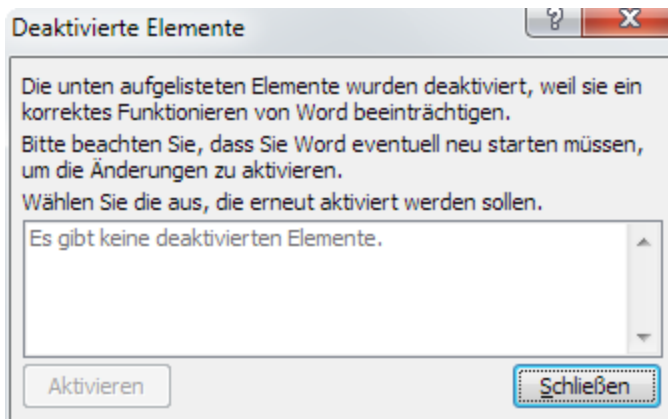 Deaktivierte Elemente
Die unten aufgelisteten Elemente wurden deaktiviert, weil sie ein
korrektes Funktionieren von Word beeinträchtigen.
Bitte beachten Sie, dass Sie Word eventuell neu starten müssen,
um die Änderungen zu aktivieren.
Wählen Sie die aus, die erneut aktiviert werden sollen.
Es gibt keine deaktivierten Elemente.
Aktivieren
Schließen